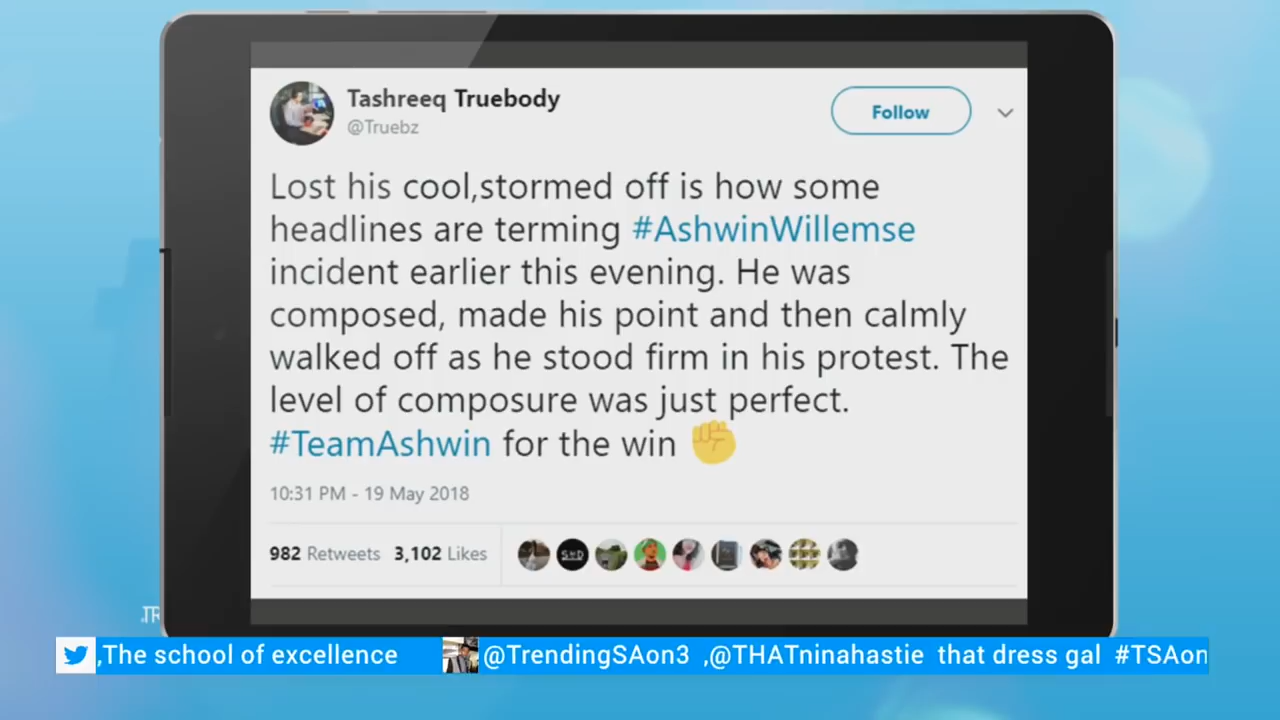 Tashreeq Truebody
@Truebz
Follow
Lost his cool,stormed off is how some
headlines are terming #AshwinWillemse
incident earlier this evening. He was
composed, made his point and then calmly
walked off as he stood firm in his protest. The
level of composure was just perfect.
#TeamAshwin for the win ✊
10:31 PM - 19 May 2018
982 Retweets 3,102 Likes
,The school of excellence @TrendingSAon3 ,@THATninahastie that dress gal #TSAon